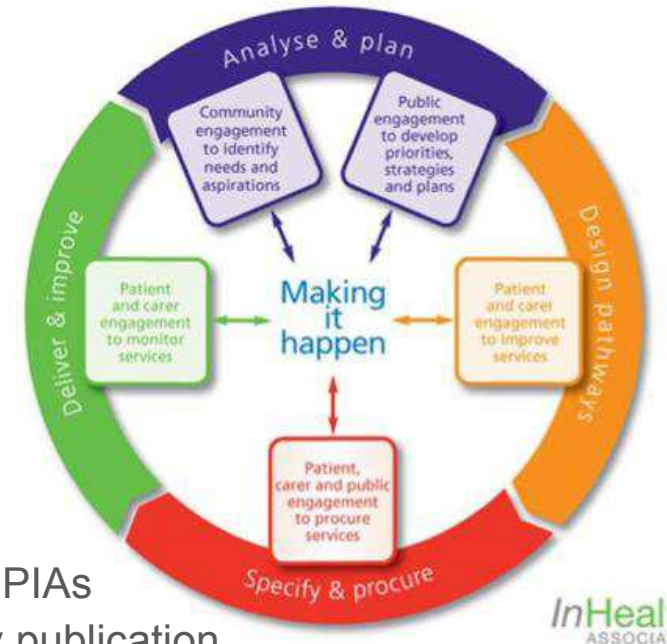 Analyse & plan
Community
engagement
to identify
needs and
aspirations
Public
engagement
to develop
priorities,
strategies
and plans
Deliver & improve
Patient
and carer
engagement
to monitor
services
Making
it
happen
Patient
and carer
engagement
to improve
services
Design pathways
Patient,
carer and public
engagement
to procure
services
Specify & procure
PIAs
publication
InHeal
ASSOCIA